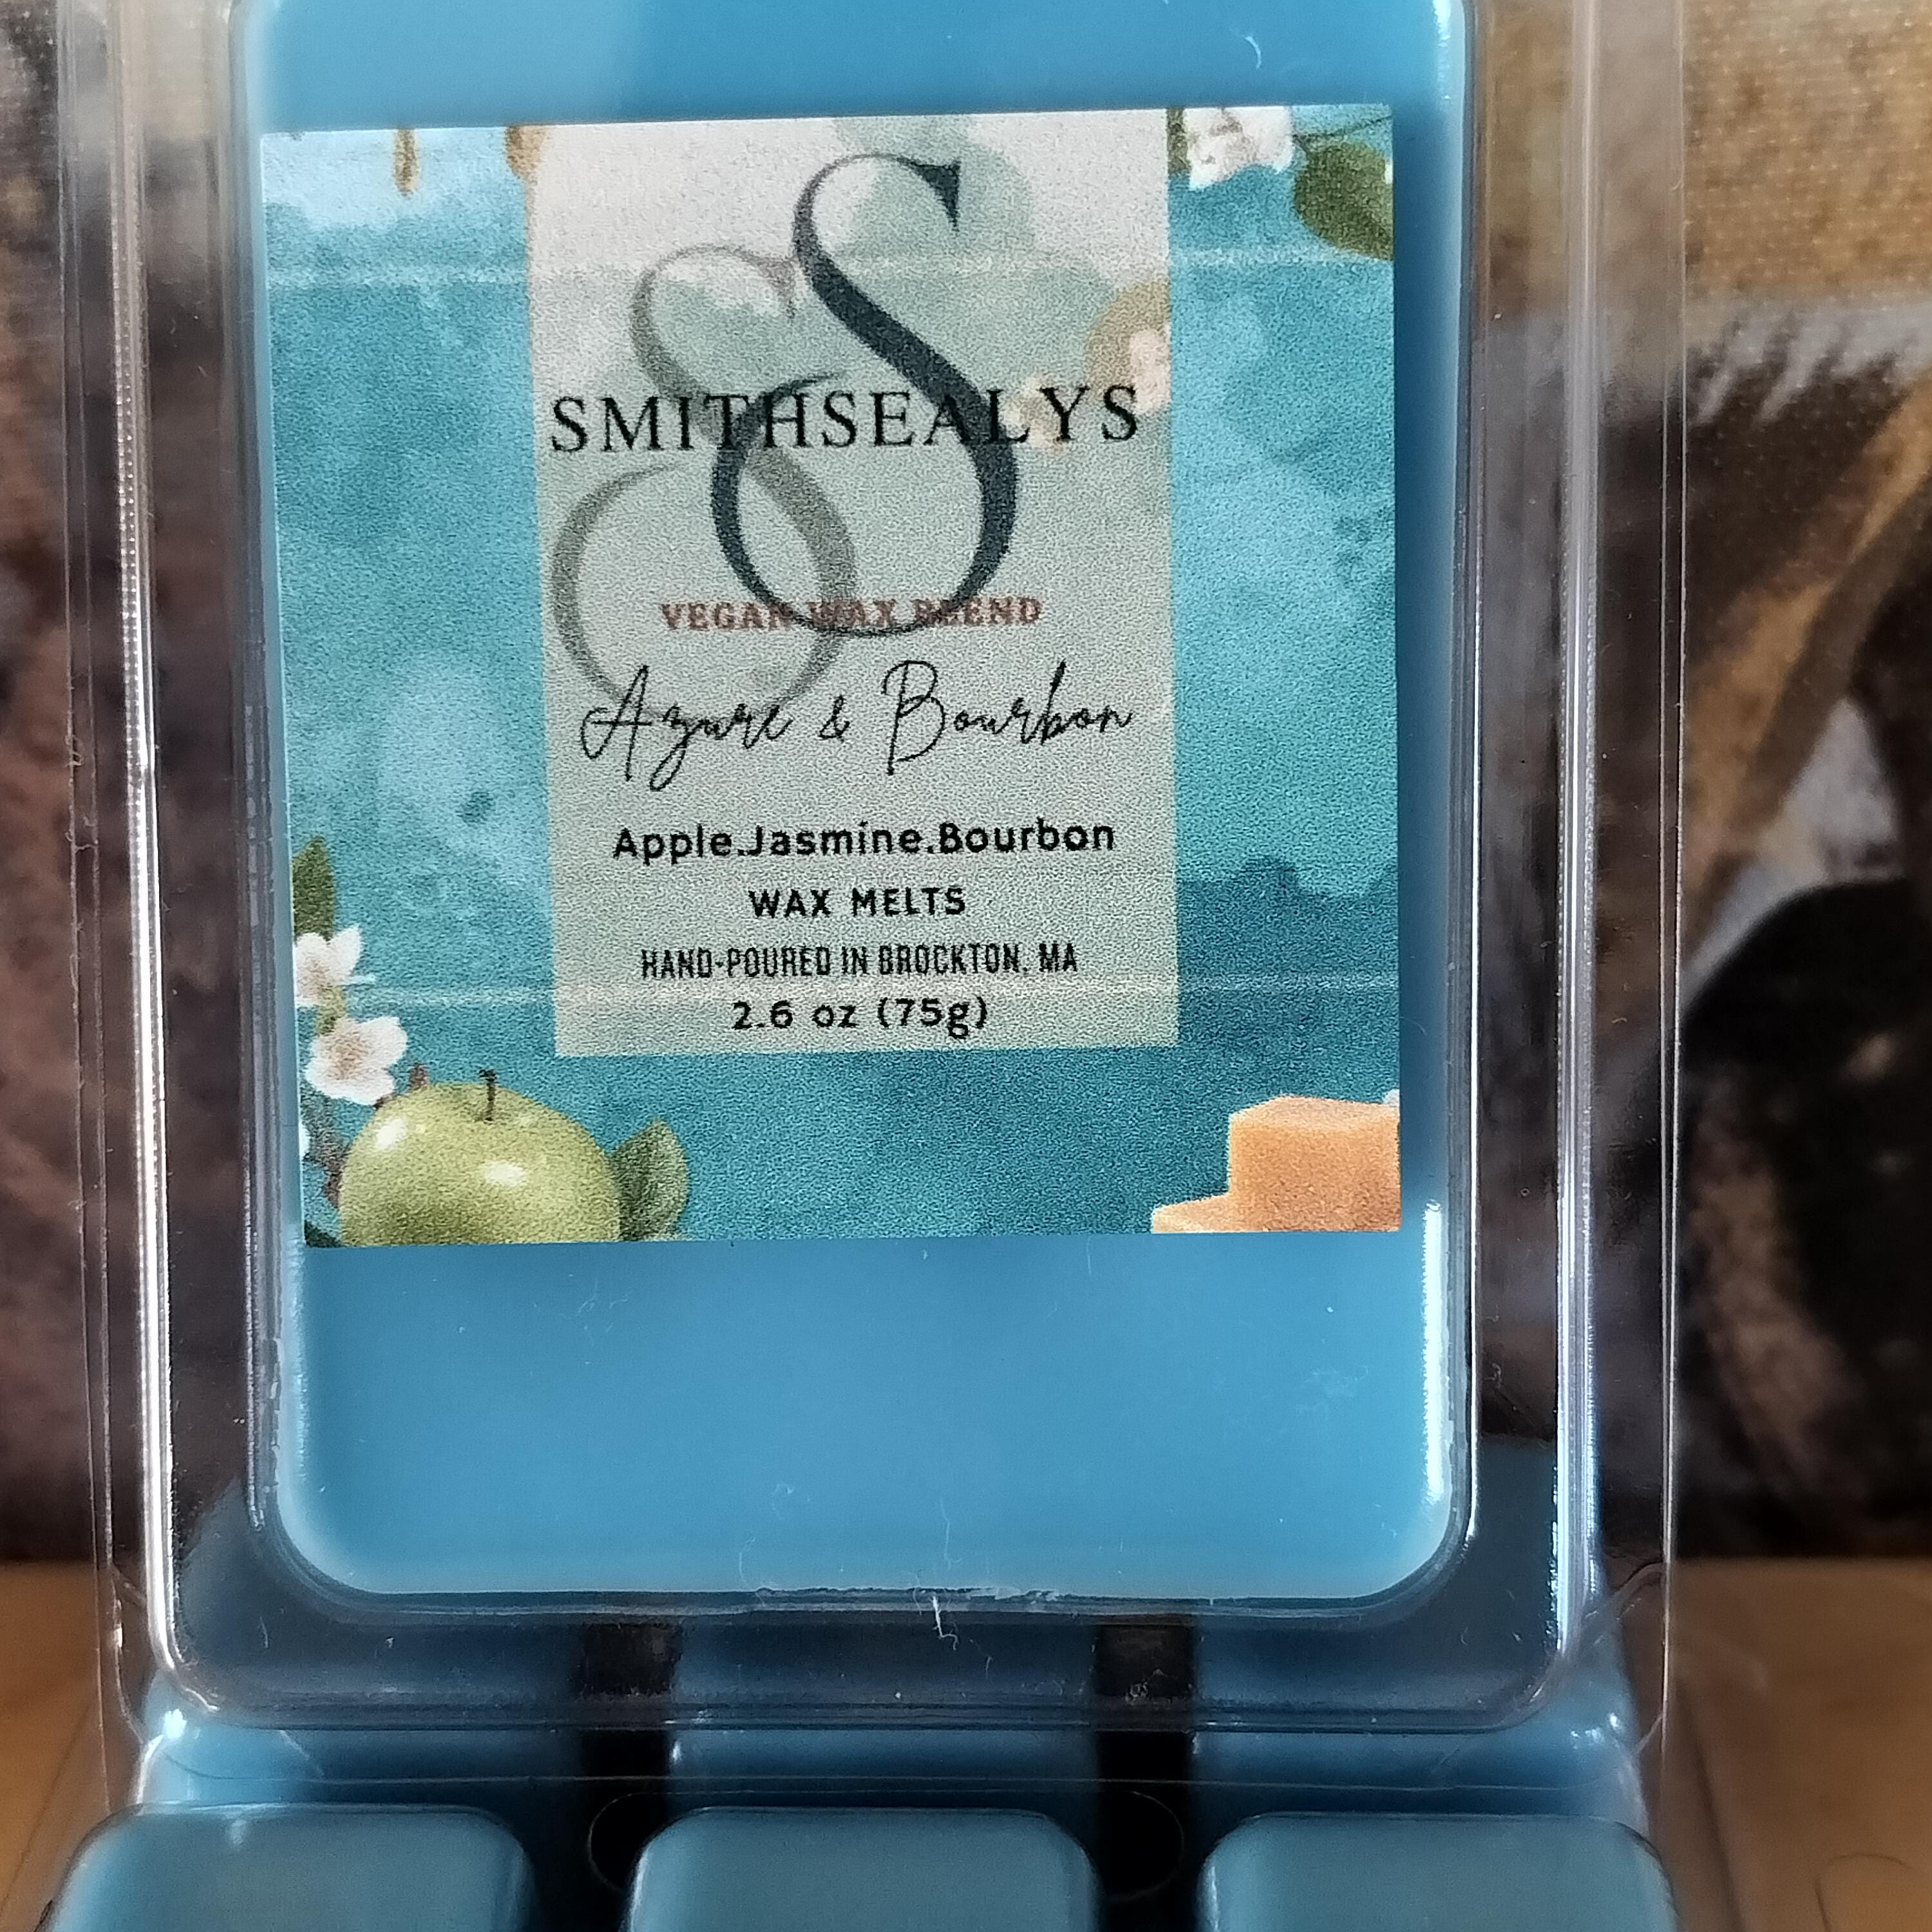 SS
SMITHSEALYS
VEGAN WAX BLEND
Azure & Bourbon
Apple.Jasmine.Bourbon
WAX MELTS
HAND-POURED IN BROCKTON, MA
2.6 oz (75g)